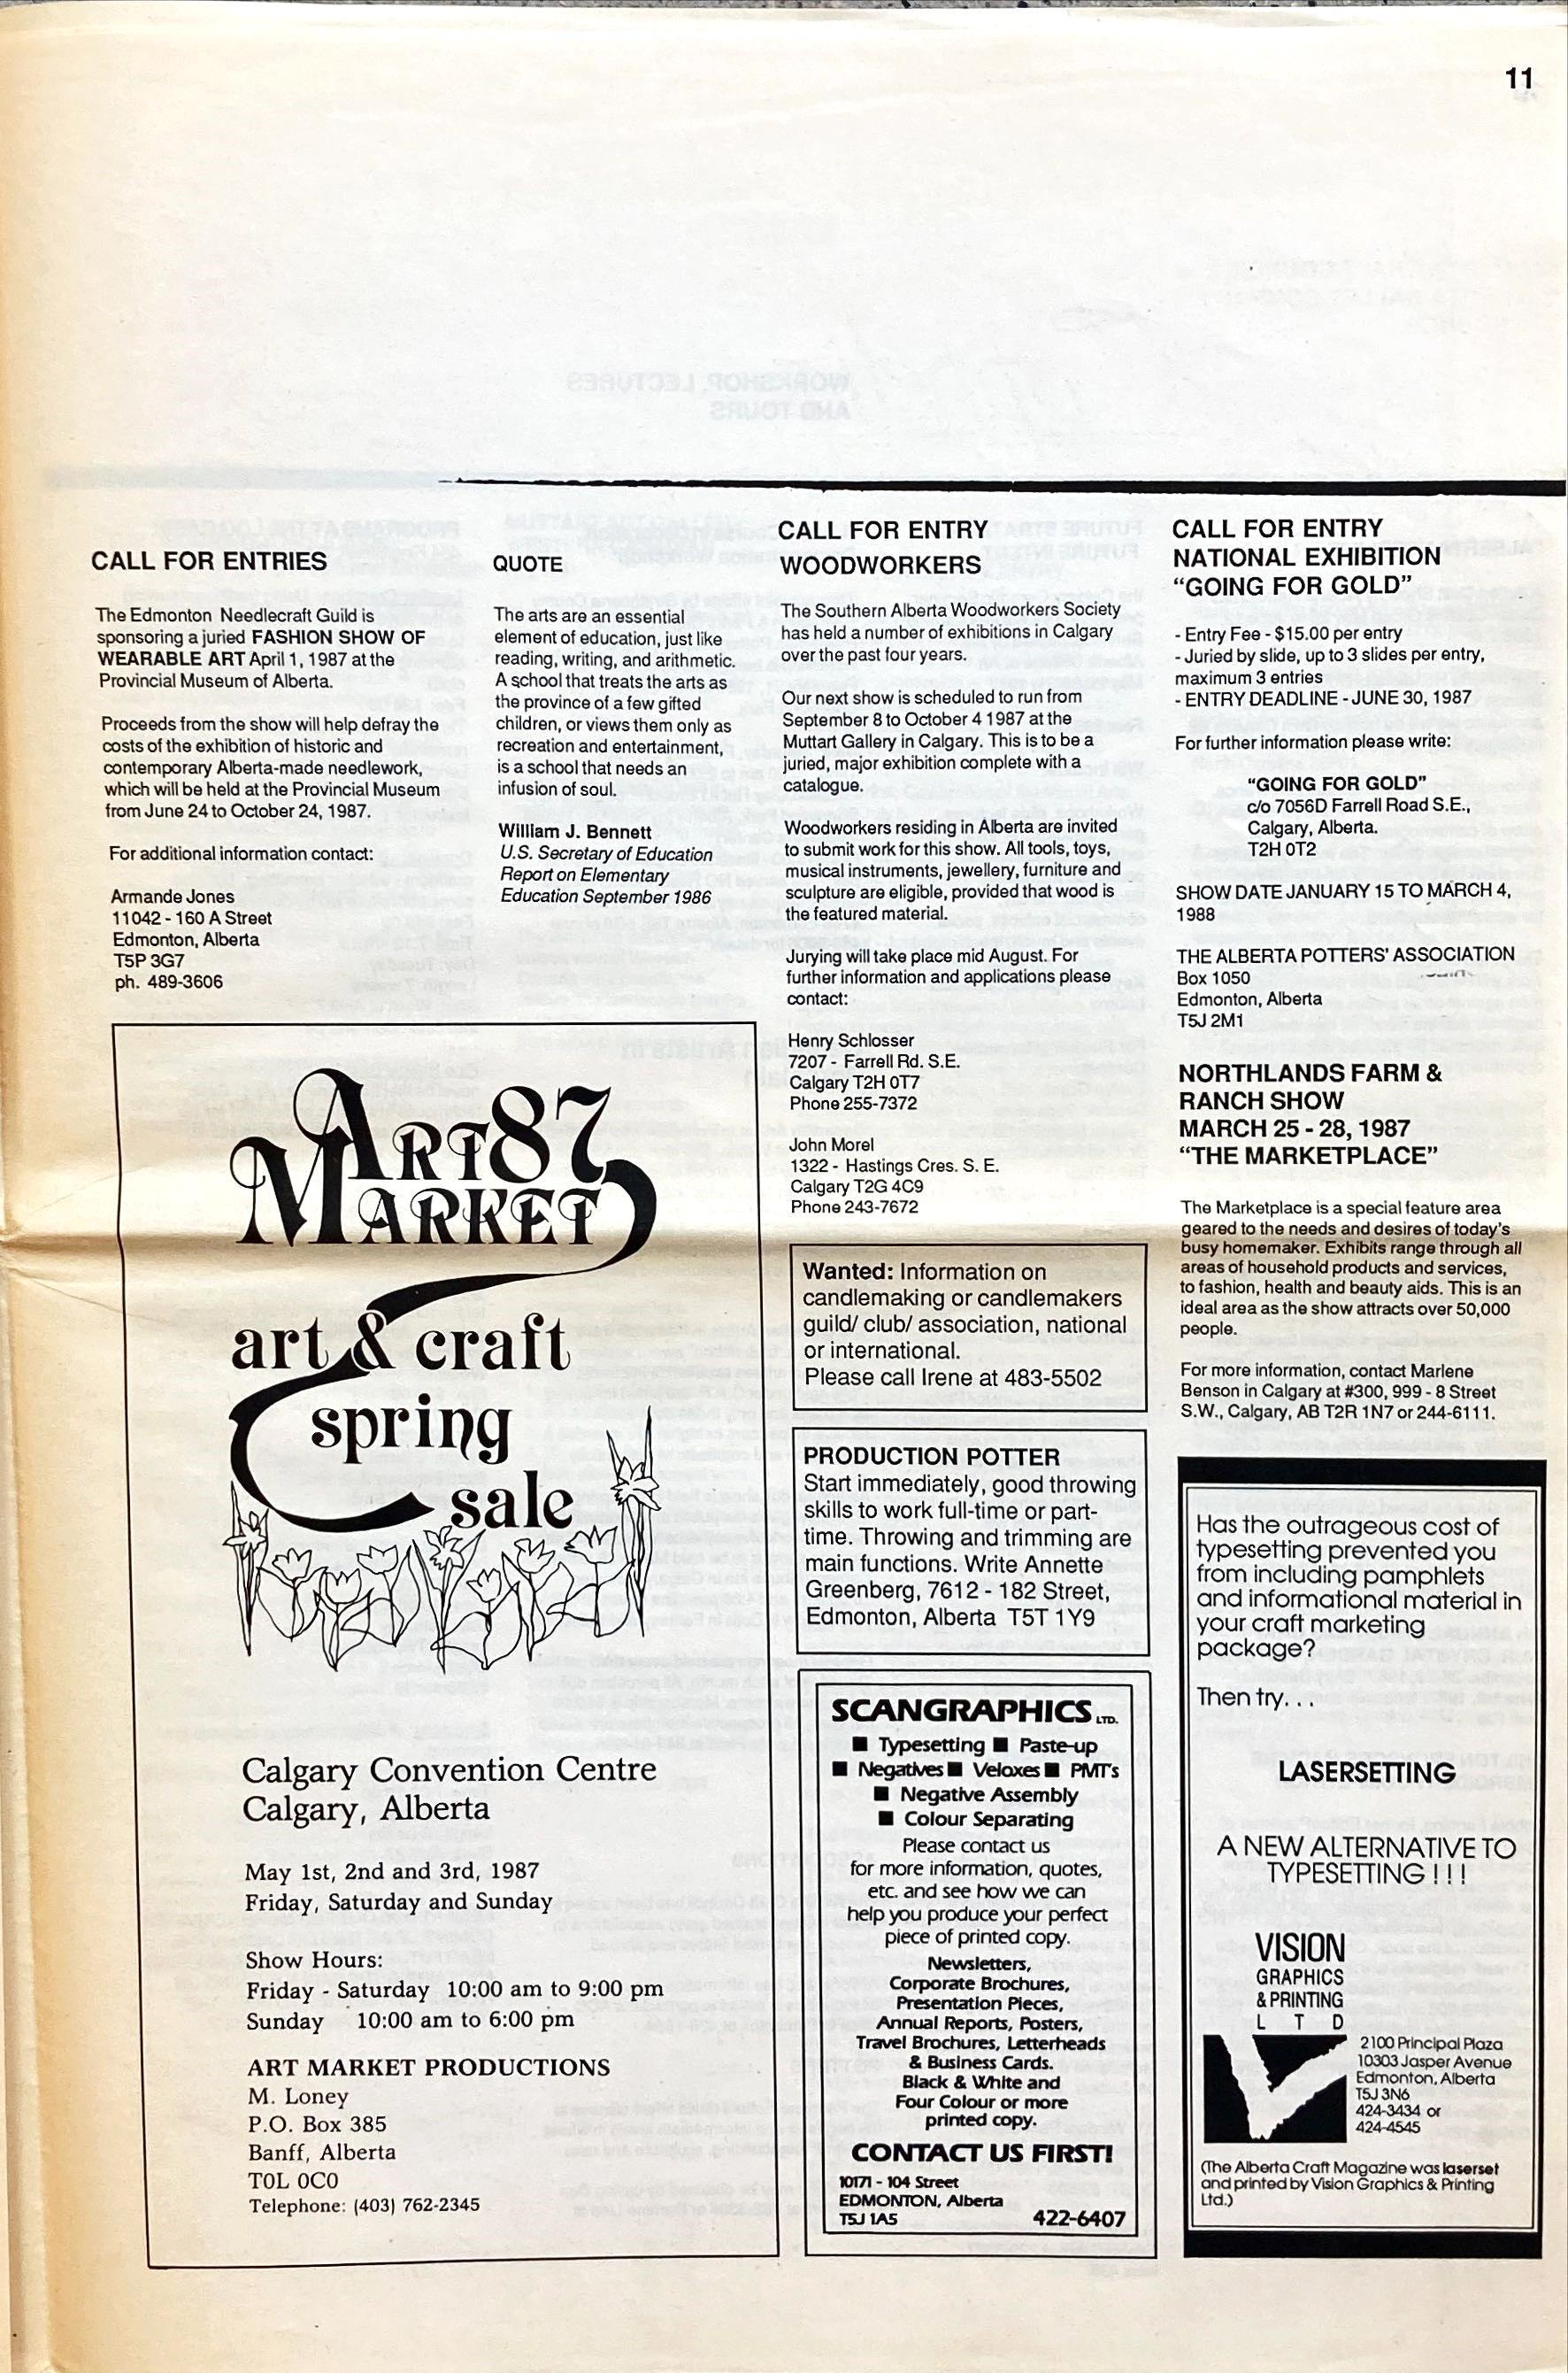 11
CALL FOR ENTRIES
The Edmonton Needlecraft Guild is
sponsoring a juried FASHION SHOW OF
WEARABLE ART April 1, 1987 at the
Provincial Museum of Alberta.
Proceeds from the show will help defray the
costs of the exhibition of historic and
contemporary Alberta-made needlework,
which will be held at the Provincial Museum
from June 24 to October 24, 1987.
For additional information contact:
Armande Jones
11042 - 160 A Street
Edmonton, Alberta
T5P 3G7
ph. 489-3606
QUOTE
The arts are an essential
element of education, just like
reading, writing, and arithmetic.
A school that treats the arts as
the province of a few gifted
children, or views them only as
recreation and entertainment,
is a school that needs an
infusion of soul.
William J. Bennett
U.S. Secretary of Education
Report on Elementary
Education September 1986
CALL FOR ENTRY
WOODWORKERS
The Southern Alberta Woodworkers Society
has held a number of exhibitions in Calgary
over the past four years.
Our next show is scheduled to run from
September 8 to October 4 1987 at the
Muttart Gallery in Calgary. This is to be a
juried, major exhibition complete with a
catalogue.
Woodworkers residing in Alberta are invited
to submit work for this show. All tools, toys,
musical instruments, jewellery, furniture and
sculpture are eligible, provided that wood is
the featured material.
Jurying will take place mid August. For
further information and applications please
contact:
Henry Schlosser
7207 - Farrell Rd. S.E.
Calgary T2H 0T7
Phone 255-7372
John Morel
1322 - Hastings Cres. S. E.
Calgary T2G 4C9
Phone 243-7672
CALL FOR ENTRY
NATIONAL EXHIBITION
“GOING FOR GOLD”
- Entry Fee - $15.00 per entry
- Juried by slide, up to 3 slides per entry,
maximum 3 entries
- ENTRY DEADLINE - JUNE 30, 1987
For further information please write:
“GOING FOR GOLD”
c/o 7056D Farrell Road S.E.,
Calgary, Alberta.
T2H 0T2
SHOW DATE JANUARY 15 TO MARCH 4,
1988
THE ALBERTA POTTERS' ASSOCIATION
Box 1050
Edmonton, Alberta
T5J 2M1
NORTHLANDS FARM &
RANCH SHOW
MARCH 25 - 28, 1987
“THE MARKETPLACE”
The Marketplace is a special feature area
geared to the needs and desires of today's
busy homemaker. Exhibits range through all
areas of household products and services,
to fashion, health and beauty aids. This is an
ideal area as the show attracts over 50,000
people.
For more information, contact Marlene
Benson in Calgary at #300, 999 - 8 Street
S.W., Calgary, AB T2R 1N7 or 244-6111.
ART 87
MARKET
art & craft
spring
sale
Calgary Convention Centre
Calgary, Alberta
May 1st, 2nd and 3rd, 1987
Friday, Saturday and Sunday
Show Hours:
Friday - Saturday 10:00 am to 9:00 pm
Sunday 10:00 am to 6:00 pm
ART MARKET PRODUCTIONS
M. Loney
P.O. Box 385
Banff, Alberta
T0L 0C0
Telephone: (403) 762-2345
Wanted: Information on
candlemaking or candlemakers
guild/ club/ association, national
or international.
Please call Irene at 483-5502
PRODUCTION POTTER
Start immediately, good throwing
skills to work full-time or part-
time. Throwing and trimming are
main functions. Write Annette
Greenberg, 7612 - 182 Street,
Edmonton, Alberta T5T 1Y9
SCANGRAPHICS LTD.
■ Typesetting ■ Paste-up
■ Negatives ■ Veloxes ■ PMT's
■ Negative Assembly
■ Colour Separating
Please contact us
for more information, quotes,
etc. and see how we can
help you produce your perfect
piece of printed copy.
Newsletters,
Corporate Brochures,
Presentation Pieces,
Annual Reports, Posters,
Travel Brochures, Letterheads
& Business Cards.
Black & White and
Four Colour or more
printed copy.
CONTACT US FIRST!
10171 - 104 Street
EDMONTON, Alberta
T5J 1A5 422-6407
Has the outrageous cost of
typesetting prevented you
from including pamphlets
and informational material in
your craft marketing
package?
Then try. . .
LASERSETTING
A NEW ALTERNATIVE TO
TYPESETTING ! ! !
VISION
GRAPHICS
& PRINTING
L T D
2100 Principal Plaza
10303 Jasper Avenue
Edmonton, Alberta
T5J 3N6
424-3434 or
424-4545
(The Alberta Craft Magazine was laserset
and printed by Vision Graphics & Printing
Ltd.)